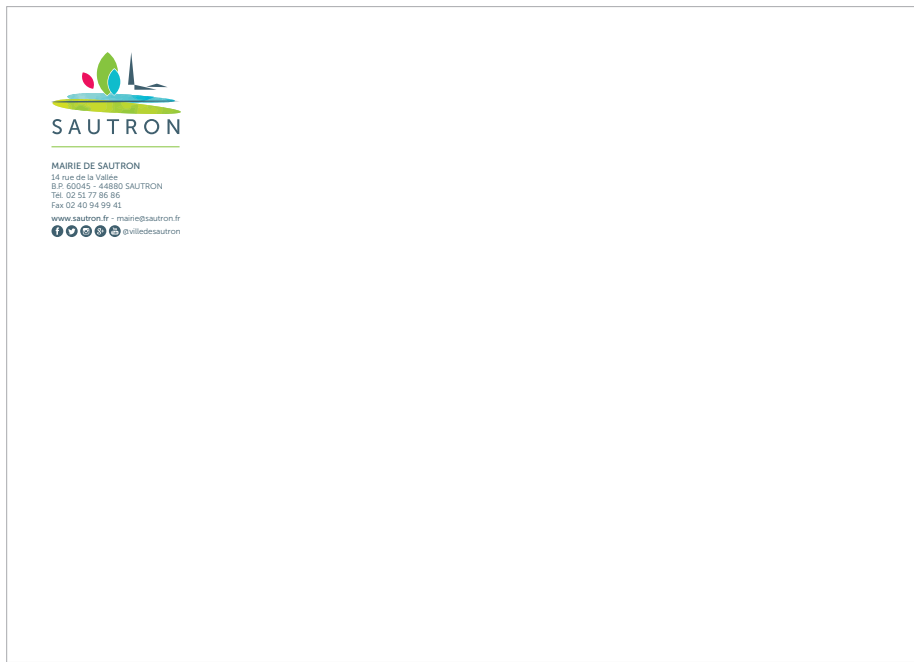 SAUTRON
MAIRIE DE SAUTRON
14 rue de la Vallée
B.P. 60045 - 44880 SAUTRON
Tél. 02 51 77 86 86
Fax 02 40 94 99 41
www.sautron.fr - mairie@sautron.fr
@villedesautron